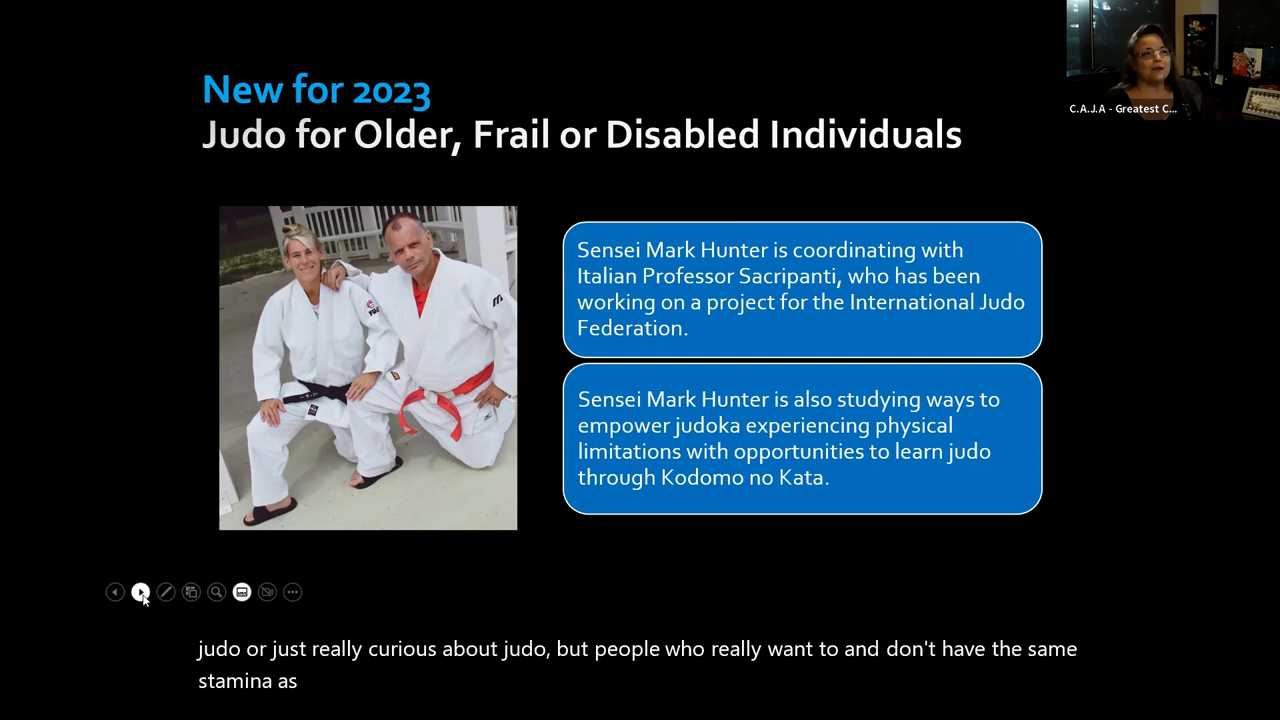 New for 2023
Judo for Older, Frail or Disabled Individuals
C.A.J.A - Greatest C...
Sensei Mark Hunter is coordinating with
Italian Professor Sacripanti, who has been
working on a project for the International Judo
Federation.
Sensei Mark Hunter is also studying ways to
empower judoka experiencing physical
limitations with opportunities to learn judo
through Kodomo no Kata.
judo or just really curious about judo, but people who really want to and don't have the same
stamina as